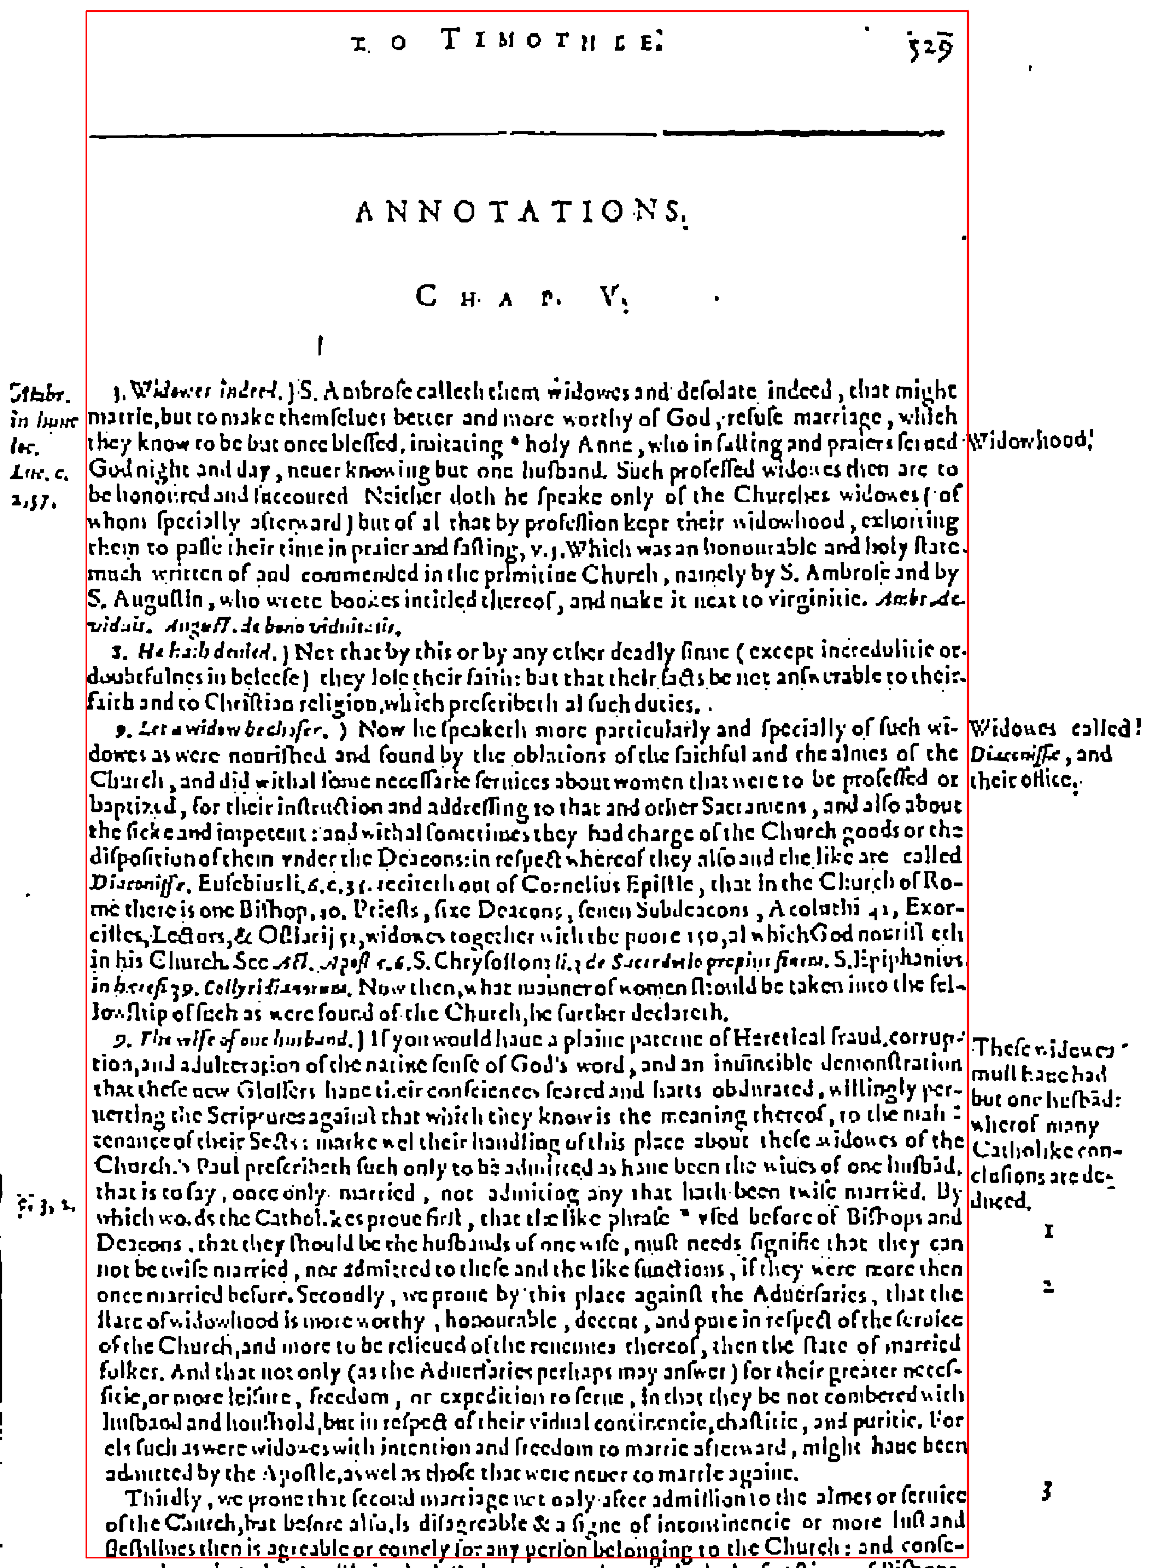 TO TIMOTHEE. 529
ANNOTATIONS.
CHAP. V.
3. Widowes indeed.) S. Ambrose calleth them widowes and desolate indeed, that might
marrie, but to make themselues better and more worthy of God, refuse marriage, which
they know to be but once blessed, imitating * holy Anne, who in fasting and praiers serued
God night and day, neuer knowing but one husband. Such professed widowes then are to
be honoured and succoured Neither doth he speake only of the Churches widowes (of
whom specially afterward) but of al that by profession kept their widowhood, exhorting
them to passe their time in praier and fasting, v. 5. Which was an honourable and holy state
much written of and commended in the primitiue Church, namely by S. Ambrose and by
S. Augustin, who wrote bookes intitled thereof, and make it next to virginitie. Ambr. de
viduis. August. de bono viduitatis.
8. He hath denied.) Not that by this or by any other deadly sinne (except incredulitie or
doubtfulnes in beleefe) they lose their faith: but that their facts be not answerable to their
faith and to Christian religion, which prescribeth al such duties.
9. Let a widow be chosen.) Now he speaketh more particularly and specially of such wi-
dowes as were nourished and found by the oblations of the faithful and the almes of the
Church, and did withal some necessarie seruices about women that were to be professed or
baptized, for their instruction and addressing to that and other Sacraments, and also about
the sicke and impotent: and withal sometimes they had charge of the Church goods or the
disposition of them vnder the Deacons: in respect whereof they also and the like are called
Diaconisse. Eusebius li. 6. c. 35. reciteth out of Cornelius Epistle, that in the Church of Ro-
me there is one Bishop, 40. Priests, sixe Deacons, seuen Subdeacons, Acoluthi 42, Exor-
cistes, Lectors, & Ostiarij 52, widowes together with the poore 150, al which God nourisheth
in his Church. See Act. Apost c. 6. S. Chrysostom li. 3 de Sacerdotio propius finem. S. Epiphanius
in hæresi 79. Collyridianorum. Now then, what manner of women should be taken into the fel-
lowship of such as were found of the Church, he further declareth.
9. The wife of one husband.) If you would haue a plaine paterne of Heretical fraud, corrup-
tion, and adulteration of the natiue sense of God's word, and an inuincible demonstration
that these new Glossers haue their consciences seared and harts obdurated, willingly per-
uerting the Scriptures against that which they know is the meaning thereof, to the main-
tenance of their Sects: marke wel their handling of this place about these widowes of the
Church. S Paul prescribeth such only to be admitted as haue been the wiues of one husbãd,
that is to say, once only married, not admitting any that hath been twise married. By
which words the Catholikes proue first, that the like phrase * vsed before of Bishops and
Deacons, that they should be the husbands of one wife, must needs signifie that they can
not be twise married, nor admitted to these and the like functions, if they were more then
once married before. Secondly, we proue by this place against the Aduersaries, that the
state of widowhood is more worthy, honourable, decent, and pure in respect of the seruice
of the Church, and more to be relieued of the reuenues thereof, then the state of married
folkes. And that not only (as the Aduersaries perhaps may answer) for their greater neces-
sitie, or more leisure, freedom, or expedition to serue, in that they be not combered with
husband and houshold, but in respect of their vidual continencie, chastitie, and puritie. For
els such as were widowes with intention and freedom to marrie afterward, might haue been
admitted by the Apostle, as wel as those that were neuer to marrie againe.
Thirdly, we proue that second marriage not only after admission to the almes or seruice
of the Church, but before also, is disagreable & a signe of incontinencie or more lust and
fleshlines then is agreable or comely for any person belonging to the Church: and conse-
Ambr.
in hunc
loc.
Luc. c.
2, 37.
3, 2.
Widowhood.
Widowes called
Diaconisse, and
their office.
These widowes
must haue had
but one husbãd:
wherof many
Catholike con-
clusions are de-
duced.
1
2
3